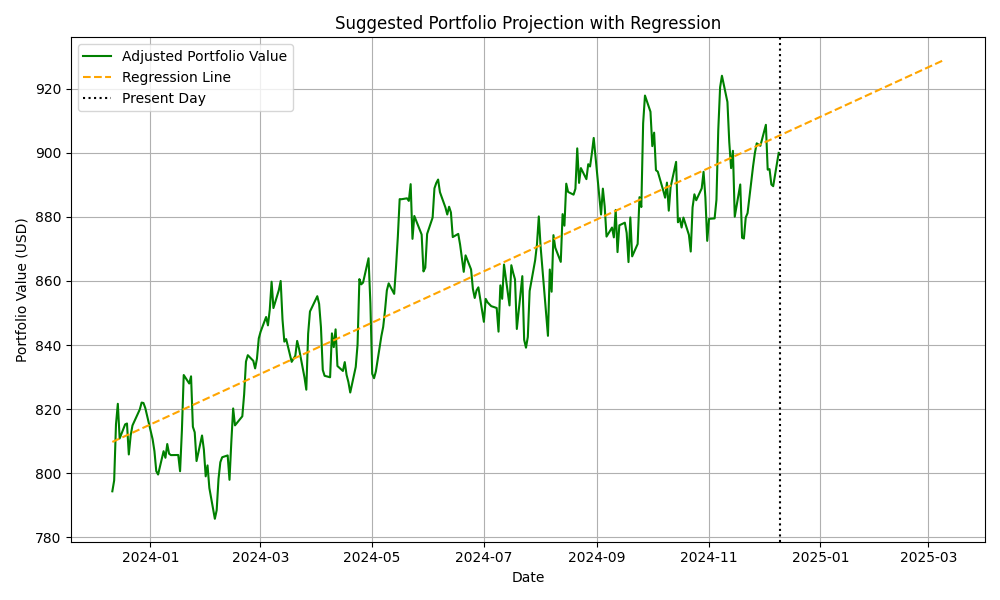 Suggested Portfolio Projection with Regression
Adjusted Portfolio Value
Regression Line
Present Day
Portfolio Value (USD)
920
900
880
860
840
820
800
780
2024-01
2024-03
2024-05
2024-07
2024-09
2024-11
2025-01
2025-03
Date